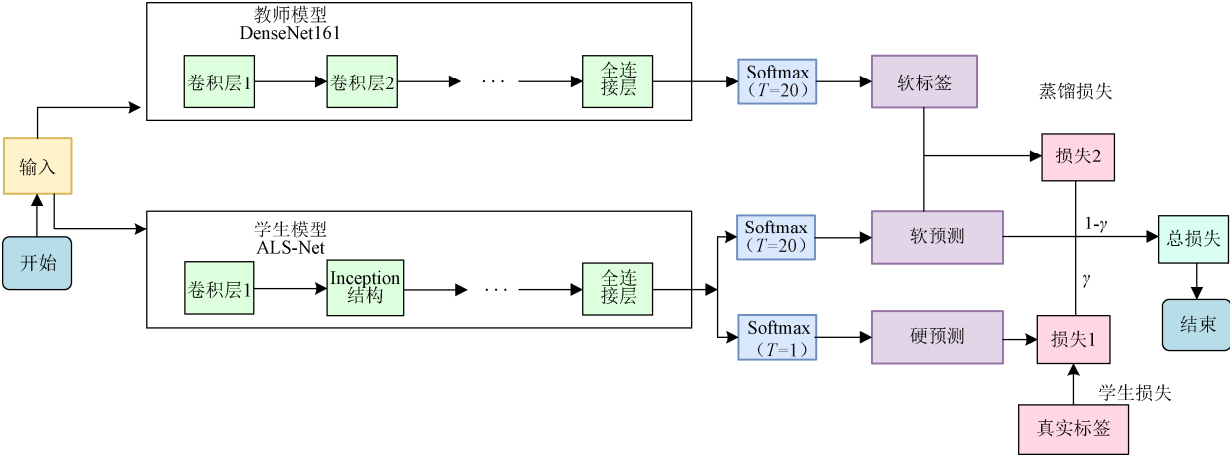 教师模型
DenseNet161
卷积层1
卷积层2
···
全连
接层
Softmax
（T=20）
软标签
蒸馏损失
输入
损失2
学生模型
ALS-Net
Softmax
（T=20）
软预测
1-γ
总损失
开始
卷积层1
Inception
结构
···
全连
接层
γ
Softmax
（T=1）
硬预测
损失1
结束
学生损失
真实标签